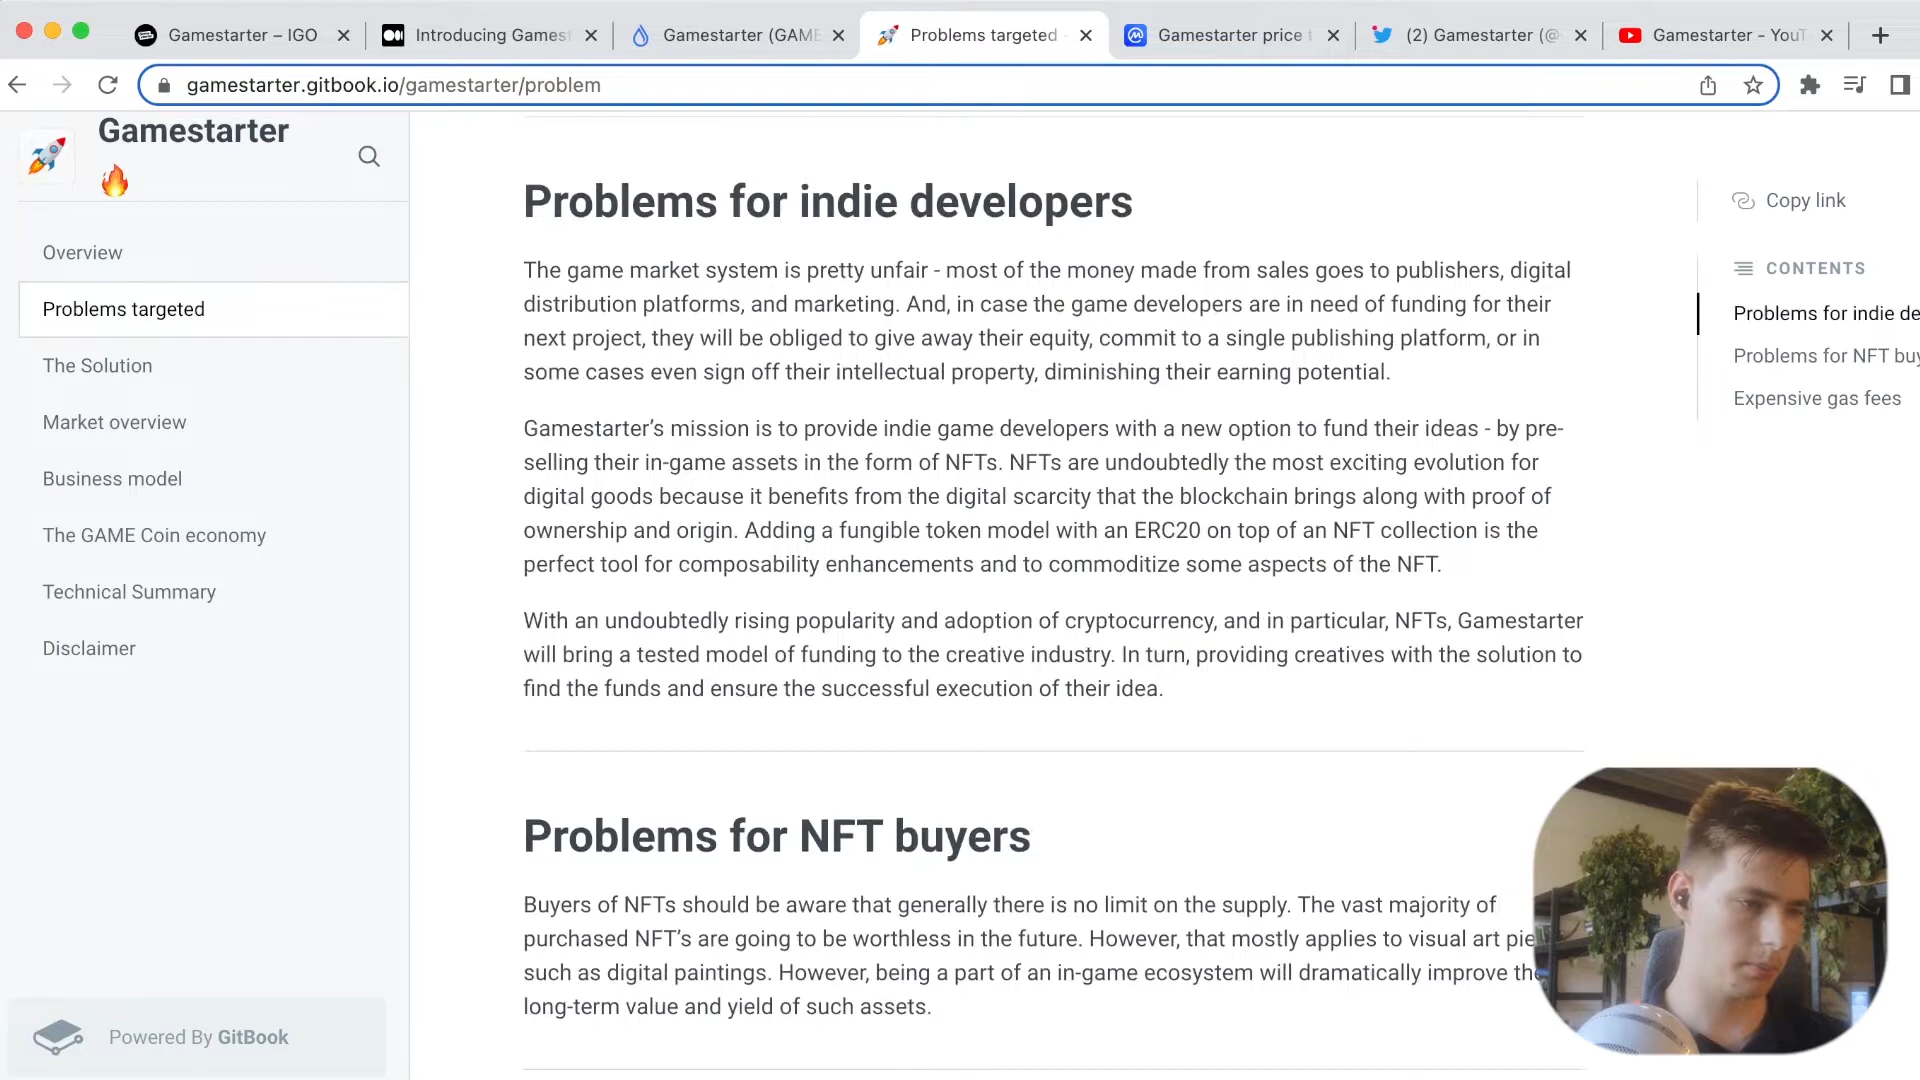 Gamestarter – IGO
Introducing Games
Gamestarter (GAME
Problems targeted
Gamestarter price
(2) Gamestarter (@
Gamestarter - YouT
gamestarter.gitbook.io/gamestarter/problem
Gamestarter
Overview
Problems targeted
The Solution
Market overview
Business model
The GAME Coin economy
Technical Summary
Disclaimer
Powered By GitBook
Problems for indie developers
The game market system is pretty unfair - most of the money made from sales goes to publishers, digital
distribution platforms, and marketing. And, in case the game developers are in need of funding for their
next project, they will be obliged to give away their equity, commit to a single publishing platform, or in
some cases even sign off their intellectual property, diminishing their earning potential.
Gamestarter’s mission is to provide indie game developers with a new option to fund their ideas - by pre-
selling their in-game assets in the form of NFTs. NFTs are undoubtedly the most exciting evolution for
digital goods because it benefits from the digital scarcity that the blockchain brings along with proof of
ownership and origin. Adding a fungible token model with an ERC20 on top of an NFT collection is the
perfect tool for composability enhancements and to commoditize some aspects of the NFT.
With an undoubtedly rising popularity and adoption of cryptocurrency, and in particular, NFTs, Gamestarter
will bring a tested model of funding to the creative industry. In turn, providing creatives with the solution to
find the funds and ensure the successful execution of their idea.
Problems for NFT buyers
Buyers of NFTs should be aware that generally there is no limit on the supply. The vast majority of
purchased NFT’s are going to be worthless in the future. However, that mostly applies to visual art pie
such as digital paintings. However, being a part of an in-game ecosystem will dramatically improve the
long-term value and yield of such assets.
Copy link
CONTENTS
Problems for indie de
Problems for NFT buy
Expensive gas fees